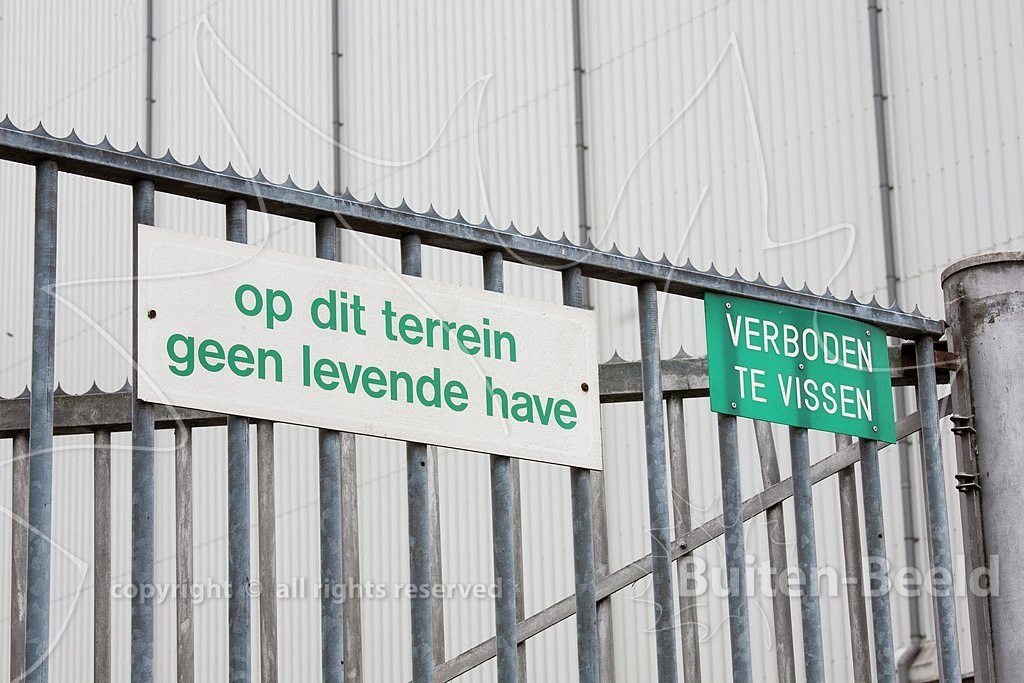 op dit terrein
geen levende have
VERBODEN
TE VISSEN
copyright © all rights reserved
Buiten-Beeld